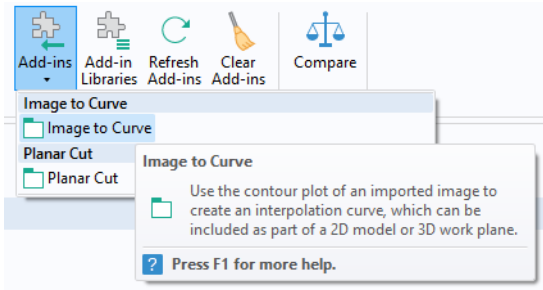 Add-ins
Add-in Libraries
Refresh Add-ins
Clear Add-ins
Compare
Image to Curve
Image to Curve
Planar Cut
Planar Cut
Image to Curve
Use the contour plot of an imported image to
create an interpolation curve, which can be
included as part of a 2D model or 3D work plane.
? Press F1 for more help.